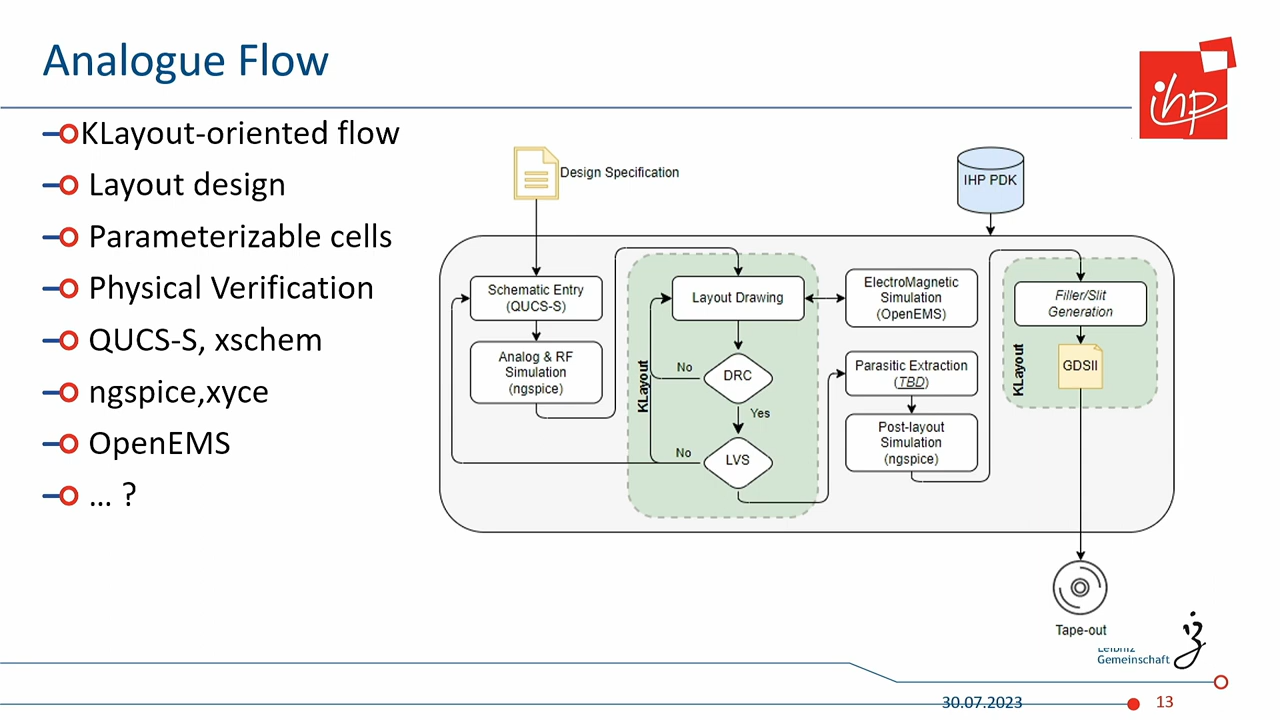 Analogue Flow
ihp
KLayout-oriented flow
Layout design
Parameterizable cells
Physical Verification
QUCS-S, xschem
ngspice,xyce
OpenEMS
... ?
Design Specification
IHP PDK
Schematic Entry
(QUCS-S)
Analog & RF
Simulation
(ngspice)
KLayout
Layout Drawing
No
DRC
Yes
No
LVS
ElectroMagnetic
Simulation
(OpenEMS)
Parasitic Extraction
(TBD)
Post-layout
Simulation
(ngspice)
KLayout
Filler/Slit
Generation
GDSII
Tape-out
Leibniz
Gemeinschaft
30.07.2023
13